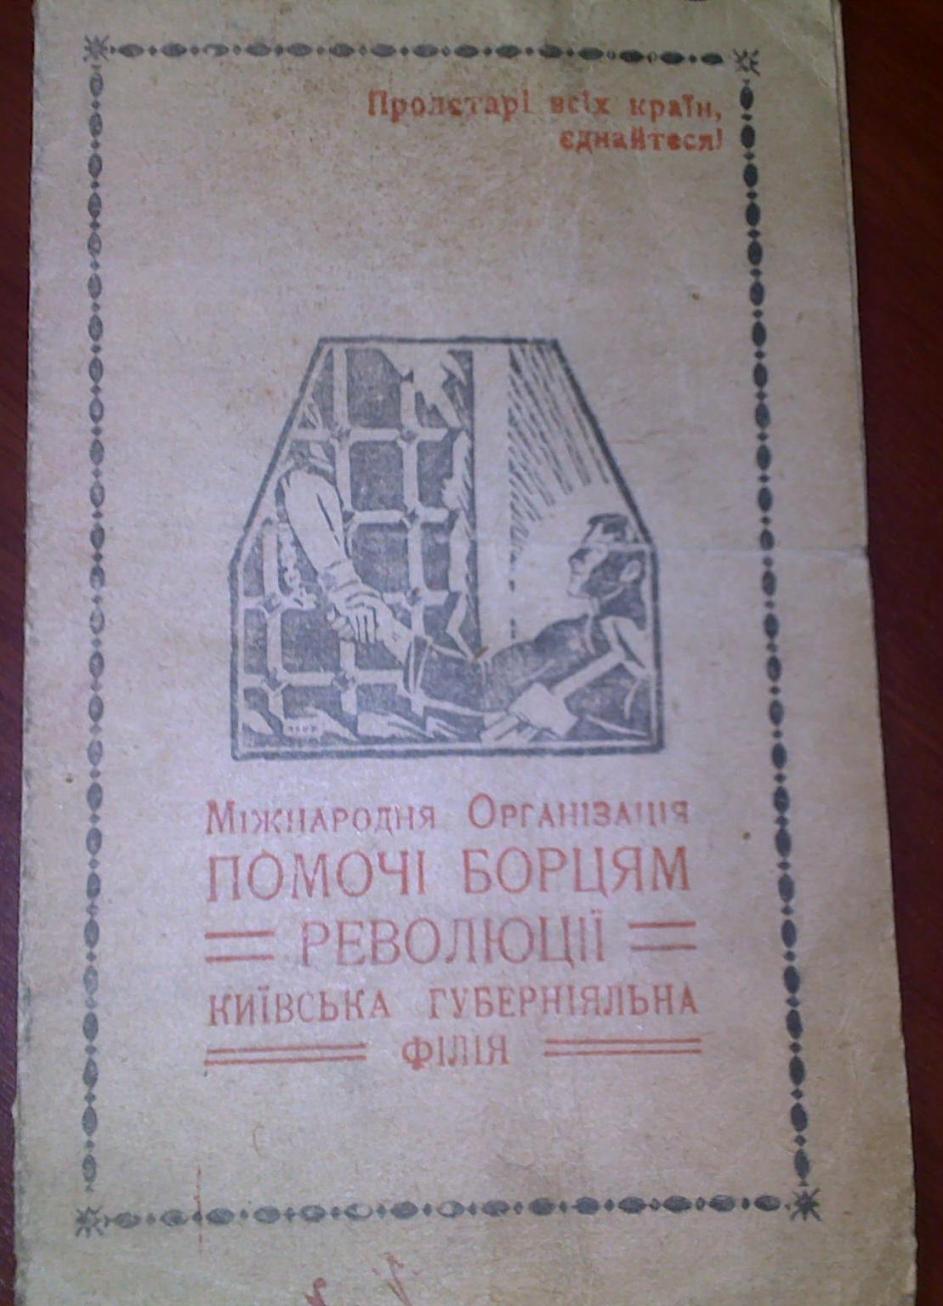 Пролетарі всіх країн,
єднайтеся!
Міжнародня Організація
ПОМОЧІ БОРЦЯМ
РЕВОЛЮЦІЇ
КИЇВСЬКА ГУБЕРНІЯЛЬНА
ФІЛІЯ